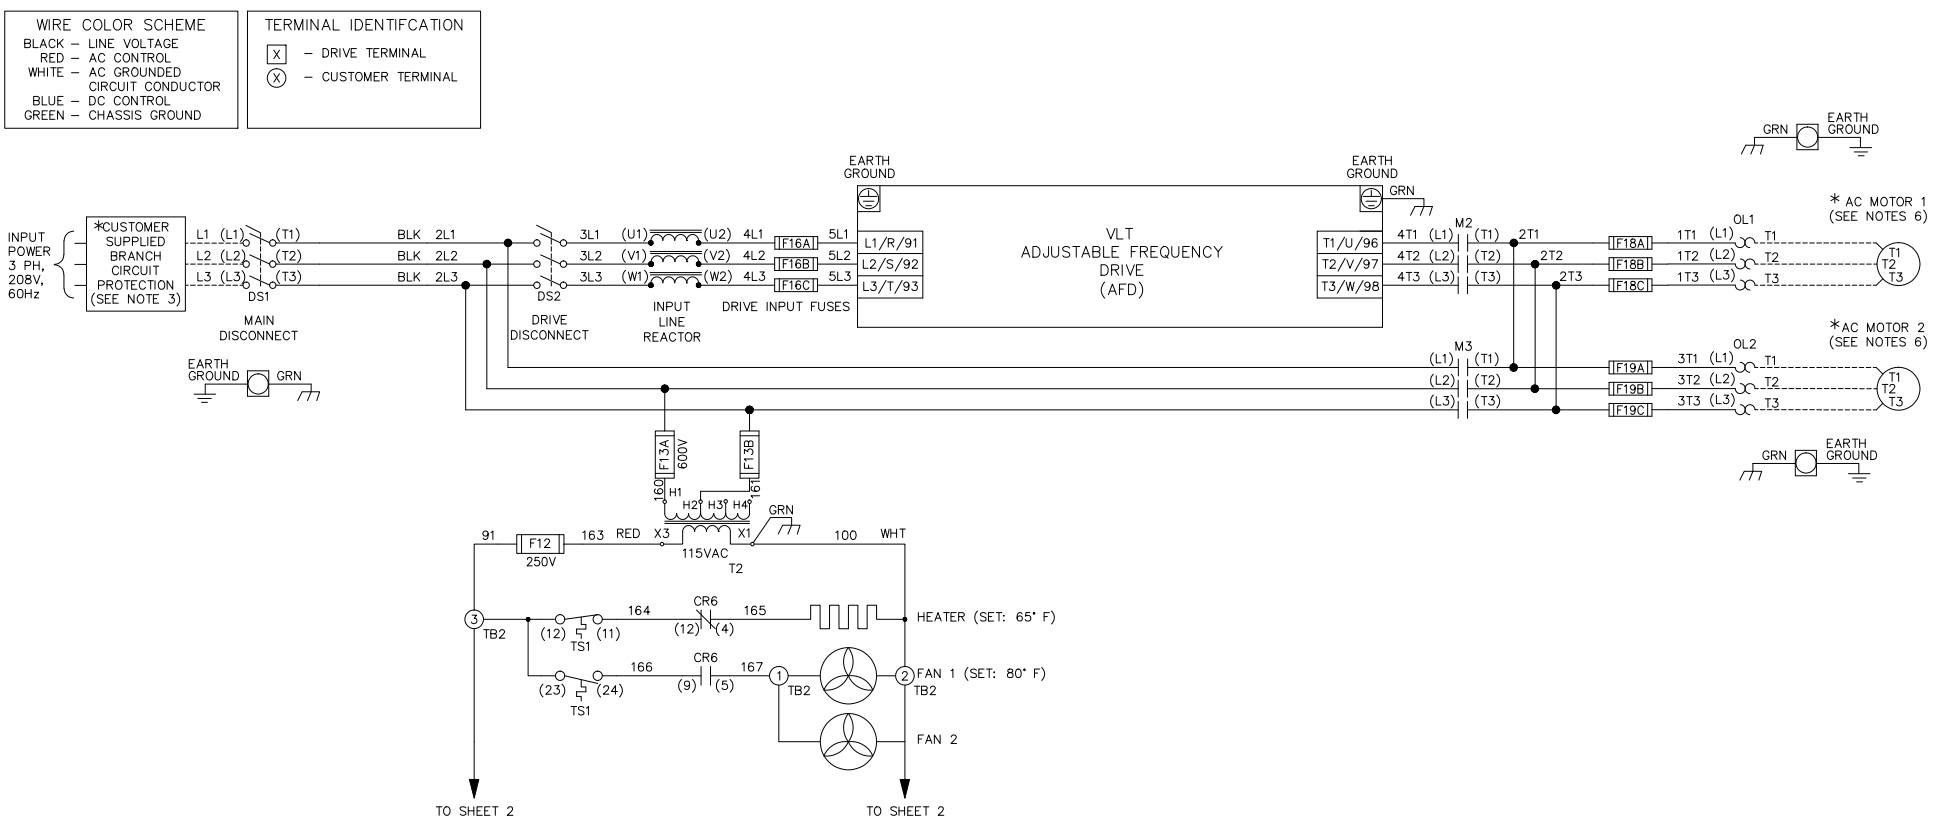 WIRE COLOR SCHEME
BLACK – LINE VOLTAGE
RED – AC CONTROL
WHITE – AC GROUNDED
CIRCUIT CONDUCTOR
BLUE – DC CONTROL
GREEN – CHASSIS GROUND
TERMINAL IDENTIFCATION
X – DRIVE TERMINAL
X – CUSTOMER TERMINAL
INPUT
POWER
3 PH,
208V,
60Hz
*CUSTOMER
SUPPLIED
BRANCH
CIRCUIT
PROTECTION
(SEE NOTE 3)
L1 (L1) (T1) BLK 2L1 3L1 (U1) (U2) 4L1 F16A 5L1 L1/R/91
L2 (L2) (T2) BLK 2L2 3L2 (V1) (V2) 4L2 F16B 5L2 L2/S/92
L3 (L3) (T3) BLK 2L3 3L3 (W1) (W2) 4L3 F16C 5L3 L3/T/93
DS1
MAIN
DISCONNECT
DS2
DRIVE
DISCONNECT
INPUT
LINE
REACTOR
DRIVE INPUT FUSES
EARTH
GROUND
GRN
EARTH
GROUND
VLT
ADJUSTABLE FREQUENCY
DRIVE
(AFD)
EARTH
GROUND
GRN
M2
T1/U/96 4T1 (L1) (T1) 2T1 F18A 1T1 (L1) T1
T2/V/97 4T2 (L2) (T2) 2T2 F18B 1T2 (L2) T2
T3/W/98 4T3 (L3) (T3) 2T3 F18C 1T3 (L3) T3
OL1
GRN
EARTH
GROUND
* AC MOTOR 1
(SEE NOTES 6)
T1
T2
T3
M3
(L1) (T1) F19A 3T1 (L1) T1
(L2) (T2) F19B 3T2 (L2) T2
(L3) (T3) F19C 3T3 (L3) T3
OL2
*AC MOTOR 2
(SEE NOTES 6)
T1
T2
T3
GRN
EARTH
GROUND
F13A
600V
F13B
160
161
H1
H2
H3
H4
GRN
91
F12
250V
163
RED
X3
X1
115VAC
T2
100
WHT
3
TB2
(12)
(11)
TS1
164
CR6
(12)
(4)
165
HEATER (SET: 65° F)
(23)
(24)
TS1
166
CR6
(9)
(5)
167
1
TB2
2
TB2
FAN 1 (SET: 80° F)
FAN 2
TO SHEET 2
TO SHEET 2